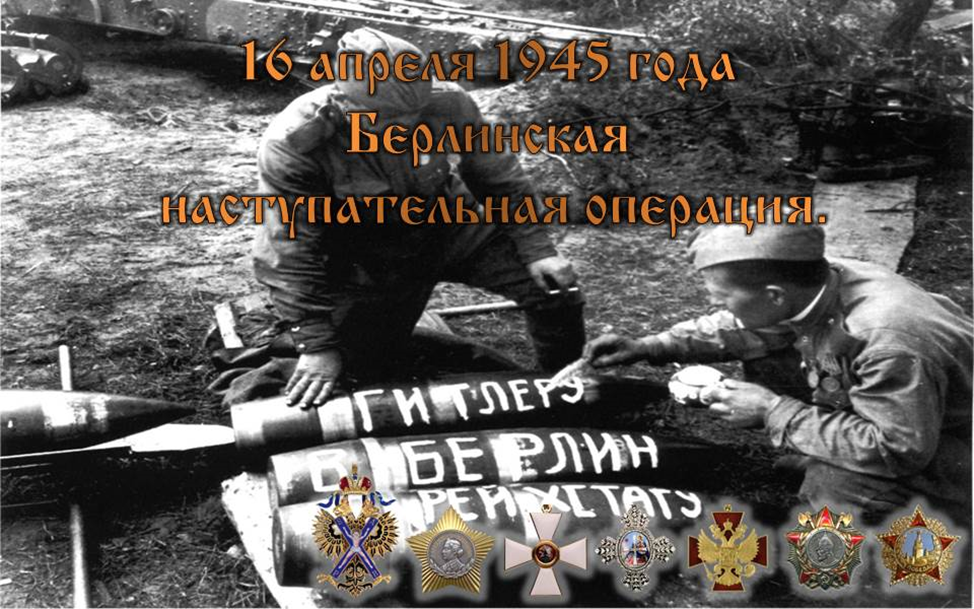 16 апреля 1945 года
Берлинская
наступательная операция.
ГИТЛЕРУ
В БЕРЛИН
РЕЙХСТАГУ